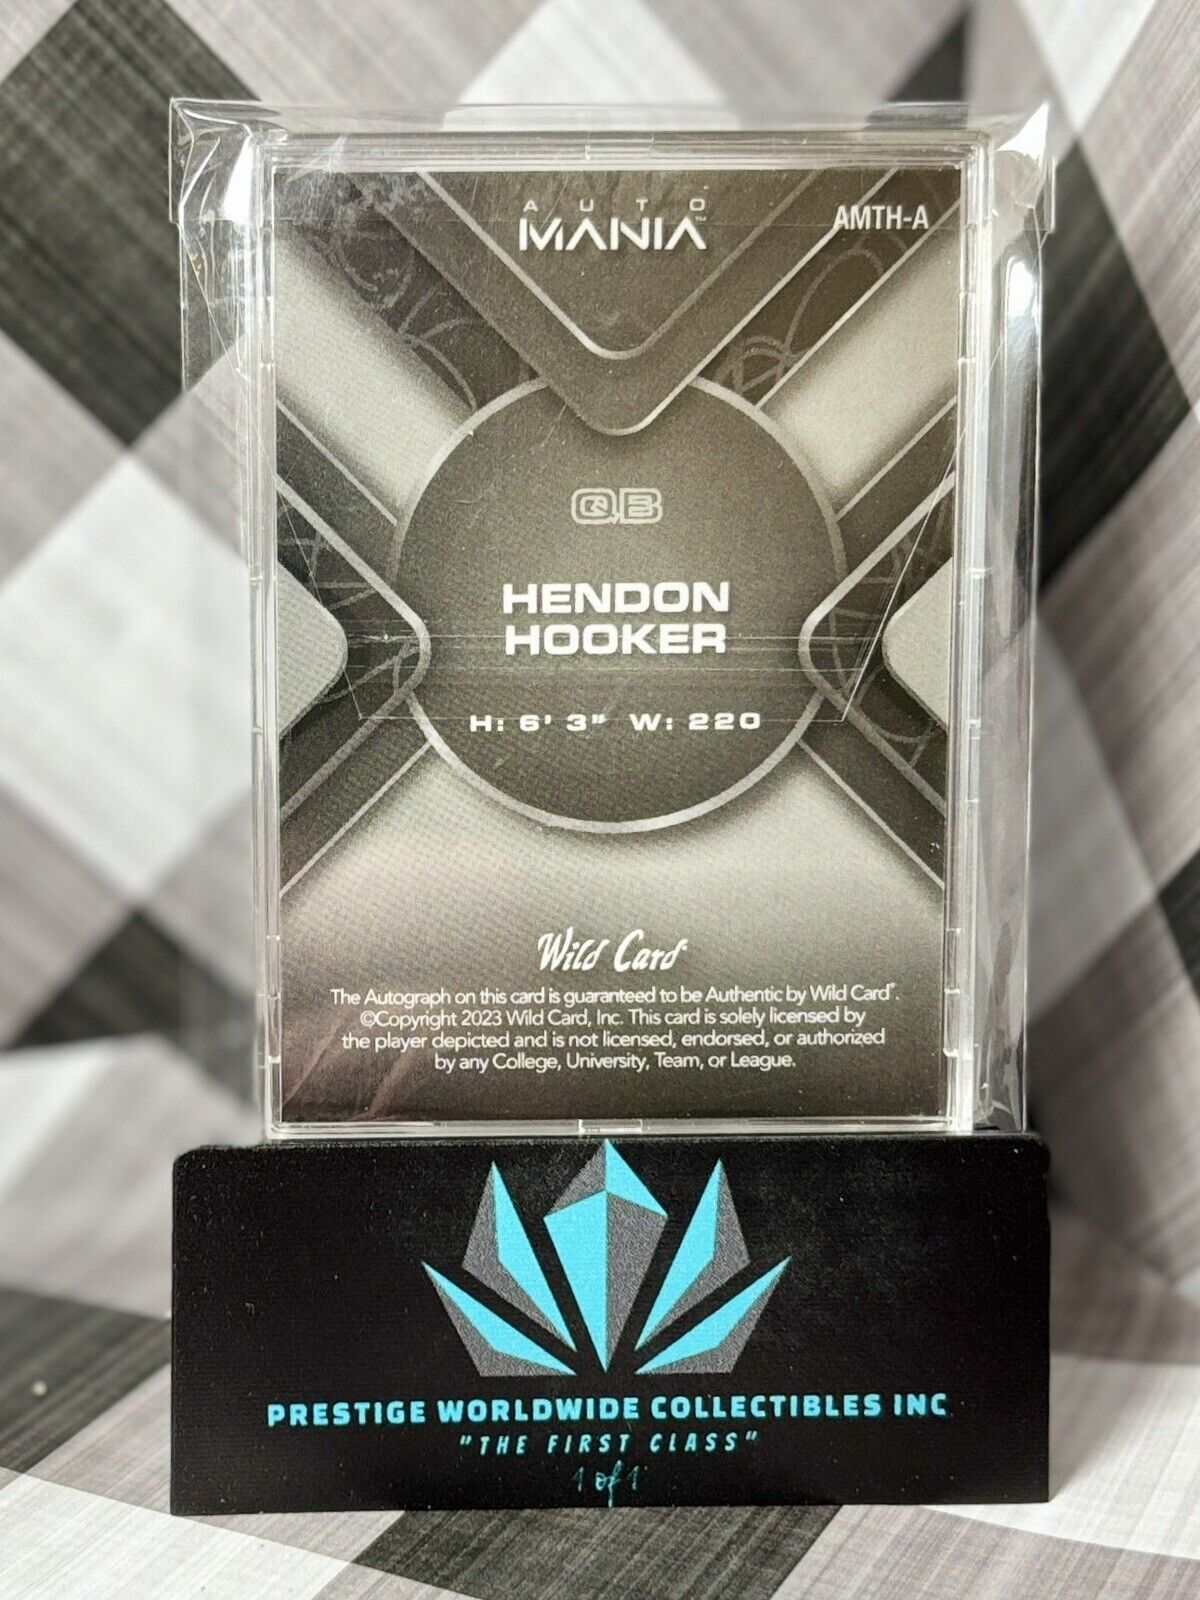 AUTO
MANIA™
AMTH-A
QB
HENDON
HOOKER
H: 6' 3" W: 220
Wild Card®
The Autograph on this card is guaranteed to be Authentic by Wild Card®.
©Copyright 2023 Wild Card, Inc. This card is solely licensed by
the player depicted and is not licensed, endorsed, or authorized
by any College, University, Team, or League.
PRESTIGE WORLDWIDE COLLECTIBLES INC
"THE FIRST CLASS"
1 of 1